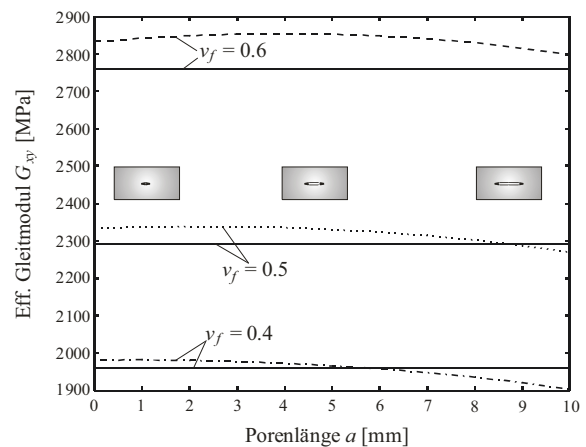 Eff. Gleitmodul G_xy [MPa]
2900
2800
2700
2600
2500
2400
2300
2200
2100
2000
1900
v_f = 0.6
v_f = 0.5
v_f = 0.4
0 1 2 3 4 5 6 7 8 9 10
Porenlänge a [mm]